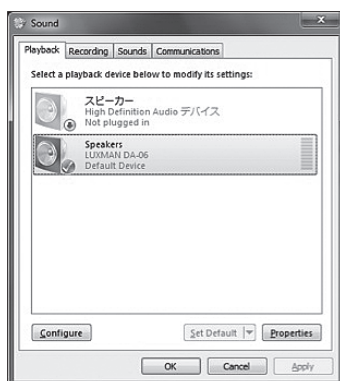 Sound
Playback Recording Sounds Communications
Select a playback device below to modify its settings:
スピーカー
High Definition Audio デバイス
Not plugged in
Speakers
LUXMAN DA-06
Default Device
Configure Set Default Properties
OK Cancel Apply